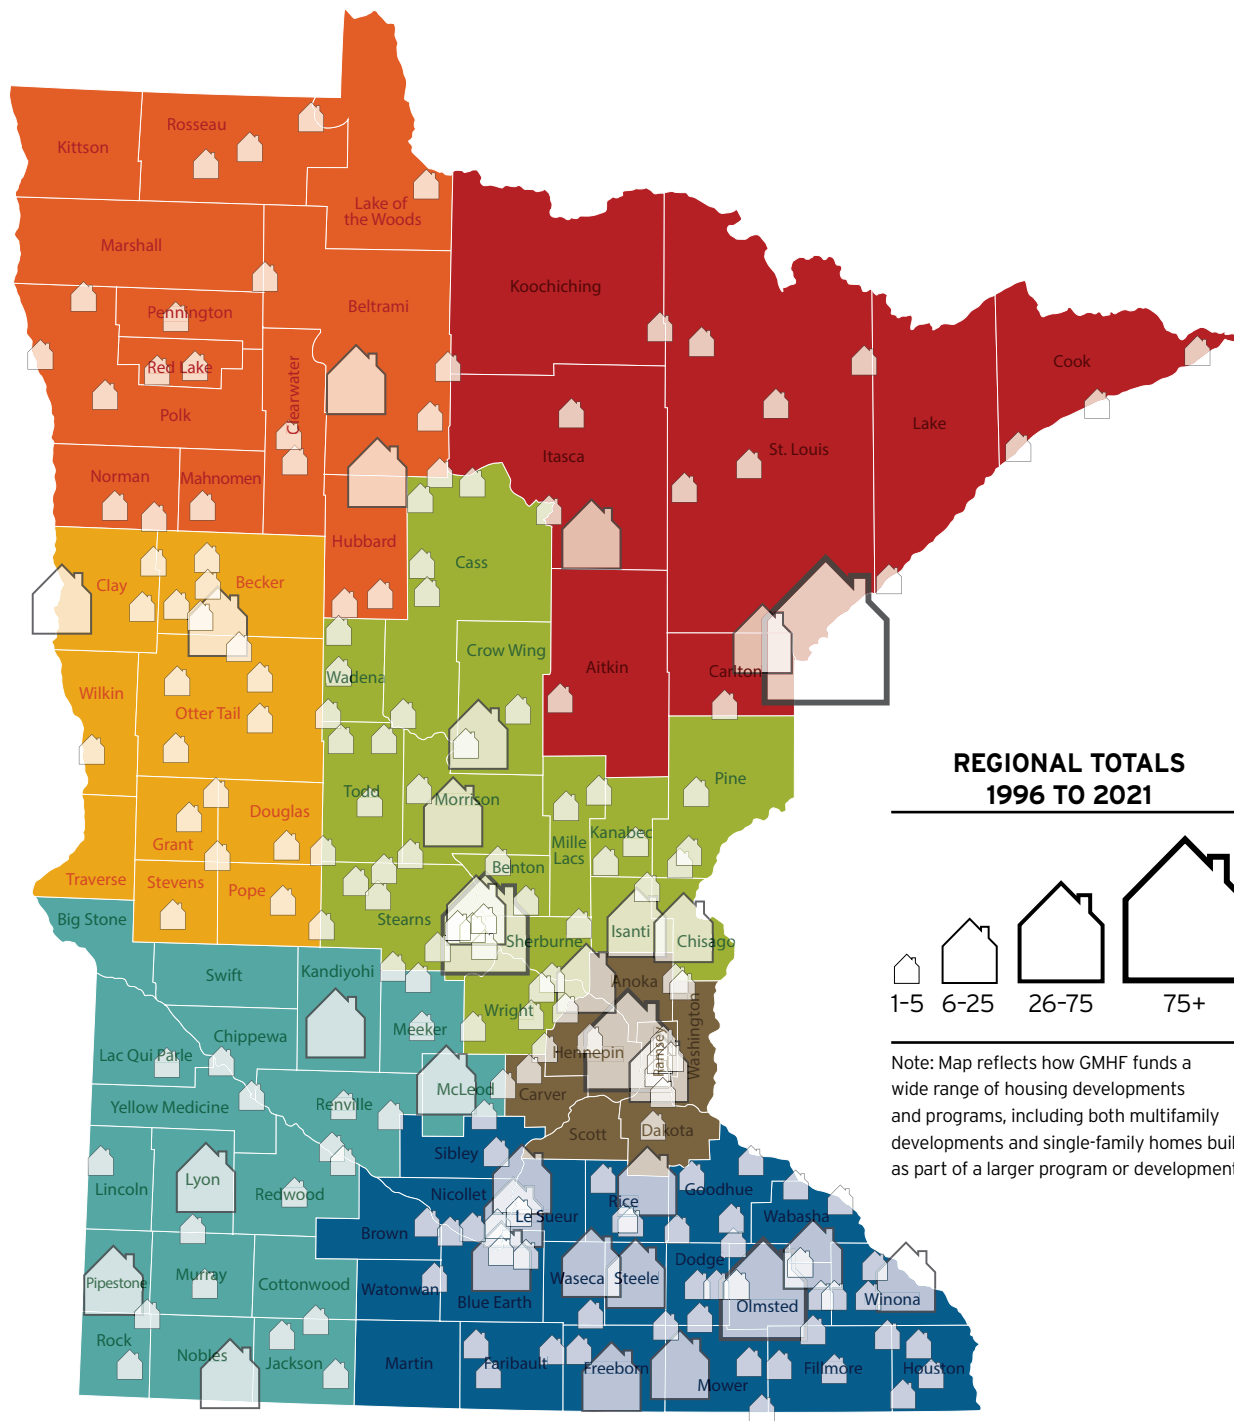 Rosseau
Kittson
Lake of
the Woods
Marshall
Koochiching
Beltrami
Pennington
Cook
Red Lake
Clearwater
Polk
Lake
St. Louis
Itasca
Norman
Mahnomen
Hubbard
Cass
Clay
Becker
Crow Wing
Aitkin
Carlton
Wadena
Wilkin
Otter Tail
Pine
REGIONAL TOTALS
1996 TO 2021
Todd
Morrison
Douglas
Kanabec
Mille
Lacs
Grant
Benton
Traverse
Stevens
Pope
Big Stone
Stearns
Isanti
Sherburne
Chisago
Swift
Kandiyohi
Anoka
1-5
6-25
26-75
75+
Wright
Meeker
Chippewa
Washington
Ramsey
Hennepin
Lac Qui Parle
Note: Map reflects how GMHF funds a
wide range of housing developments
and programs, including both multifamily
developments and single-family homes buil
as part of a larger program or development
McLeod
Carver
Renville
Yellow Medicine
Scott
Dakota
Sibley
Lyon
Lincoln
Redwood
Nicollet
Rice
Goodhue
Le Sueur
Wabasha
Brown
Dodge
Murray
Pipestone
Cottonwood
Watonwan
Waseca
Steele
Blue Earth
Olmsted
Winona
Rock
Nobles
Jackson
Martin
Faribault
Freeborn
Mower
Fillmore
Houston